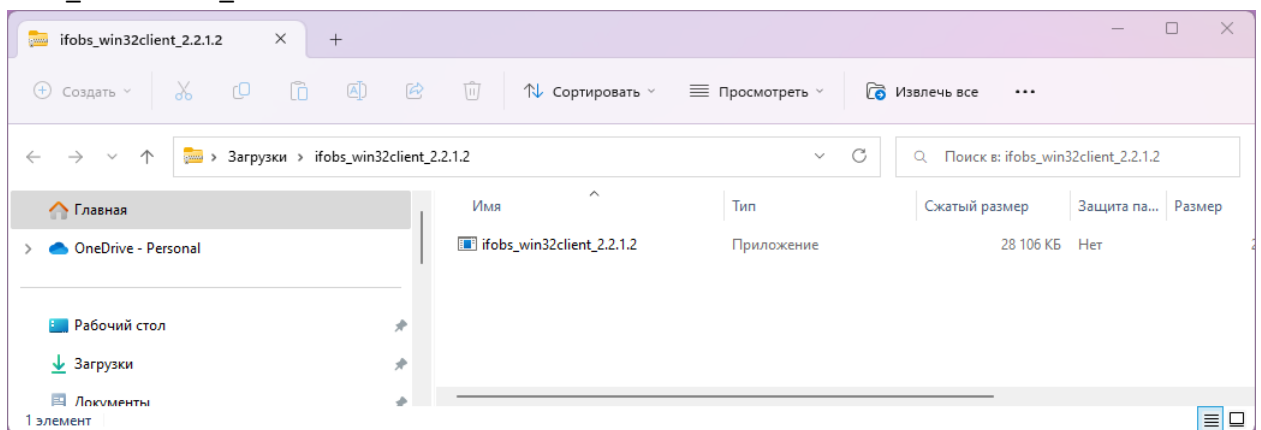 ifobs_win32client_2.2.1.2
Создать
Сортировать
Просмотреть
Извлечь все
Загрузки > ifobs_win32client_2.2.1.2
Поиск в: ifobs_win32client_2.2.1.2
Главная
OneDrive - Personal
Рабочий стол
Загрузки
Документы
Имя Тип Сжатый размер Защита па... Размер
ifobs_win32client_2.2.1.2 Приложение 28 106 КБ Нет
1 элемент